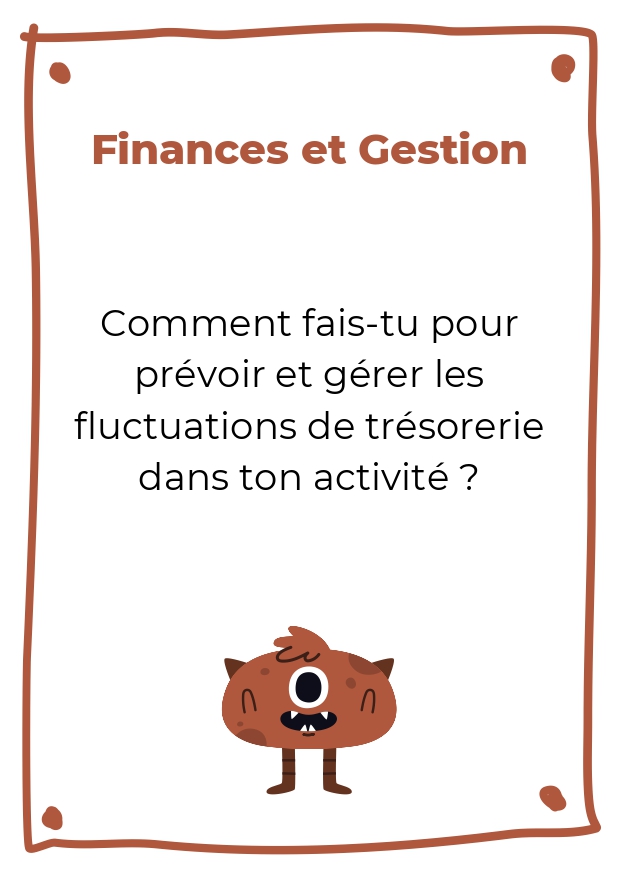 Finances et Gestion
Comment fais-tu pour
prévoir et gérer les
fluctuations de trésorerie
dans ton activité ?